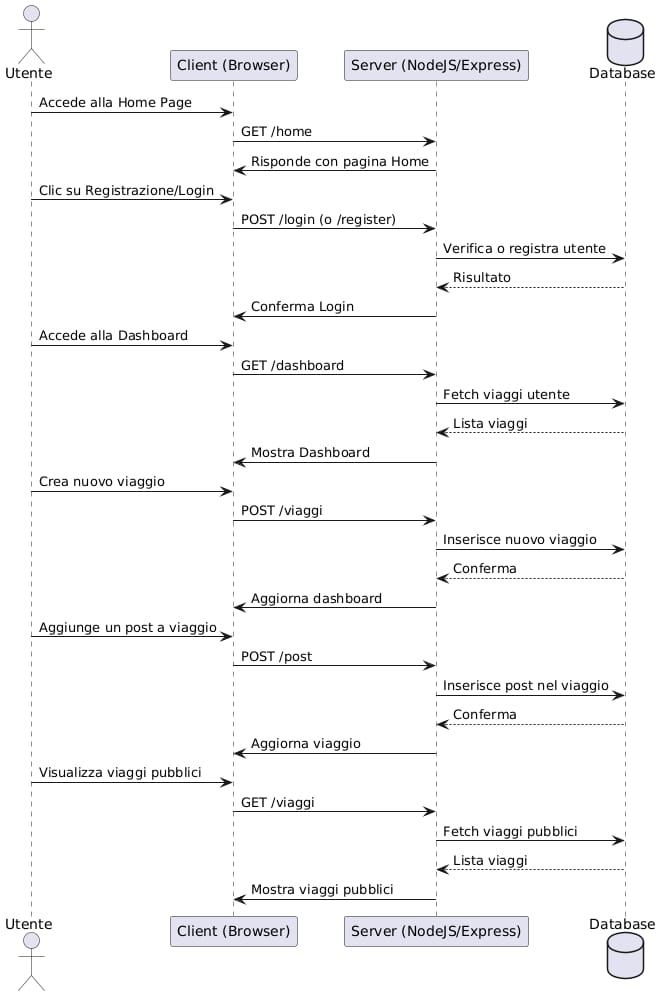 Utente
Client (Browser)
Server (NodeJS/Express)
Database
Accede alla Home Page
GET /home
Risponde con pagina Home
Clic su Registrazione/Login
POST /login (o /register)
Verifica o registra utente
Risultato
Conferma Login
Accede alla Dashboard
GET /dashboard
Fetch viaggi utente
Lista viaggi
Mostra Dashboard
Crea nuovo viaggio
POST /viaggi
Inserisce nuovo viaggio
Conferma
Aggiorna dashboard
Aggiunge un post a viaggio
POST /post
Inserisce post nel viaggio
Conferma
Aggiorna viaggio
Visualizza viaggi pubblici
GET /viaggi
Fetch viaggi pubblici
Lista viaggi
Mostra viaggi pubblici
Utente
Client (Browser)
Server (NodeJS/Express)
Database